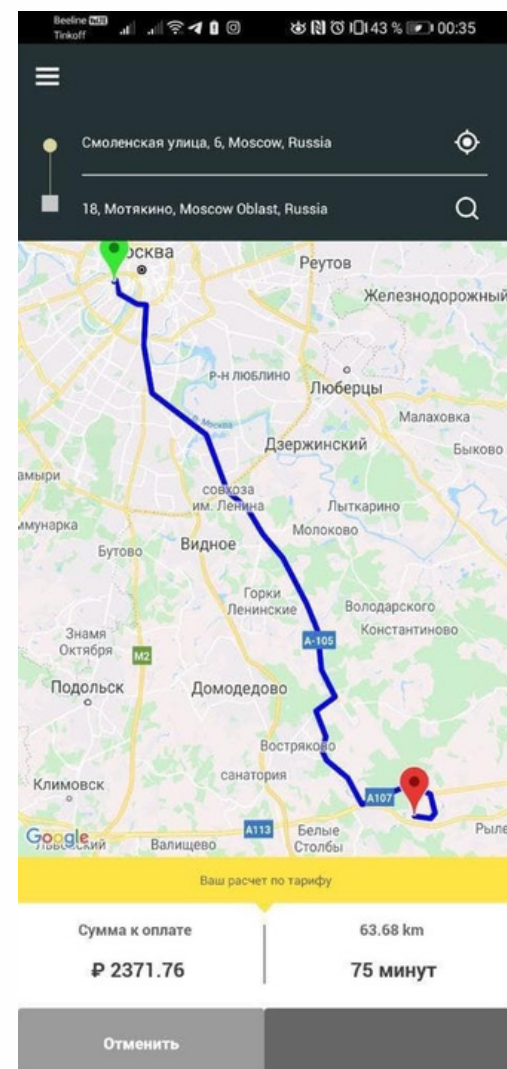 Beeline VoLTE
Tinkoff
43 % 00:35
Смоленская улица, 6, Moscow, Russia
18, Мотякино, Moscow Oblast, Russia
осква
Реутов
Железнодорожный
Р-Н ЛЮБЛИНО
Люберцы
р. Москва
Малаховка
Дзержинский
Быково
амыри
совхоза
им. Ленина
Лыткарино
ммунарка
Молоково
Бутово
Видное
Горки
Ленинские
Володарского
Константиново
Знамя
Октября
A-105
M2
Подольск
Домодедово
Востряково
санатория
Климовск
A107
Google
Львовский
Валищево
A113
Белые
Столбы
Рыле
Ваш расчет по тарифу
Сумма к оплате
63.68 km
₽ 2371.76
75 минут
Отменить